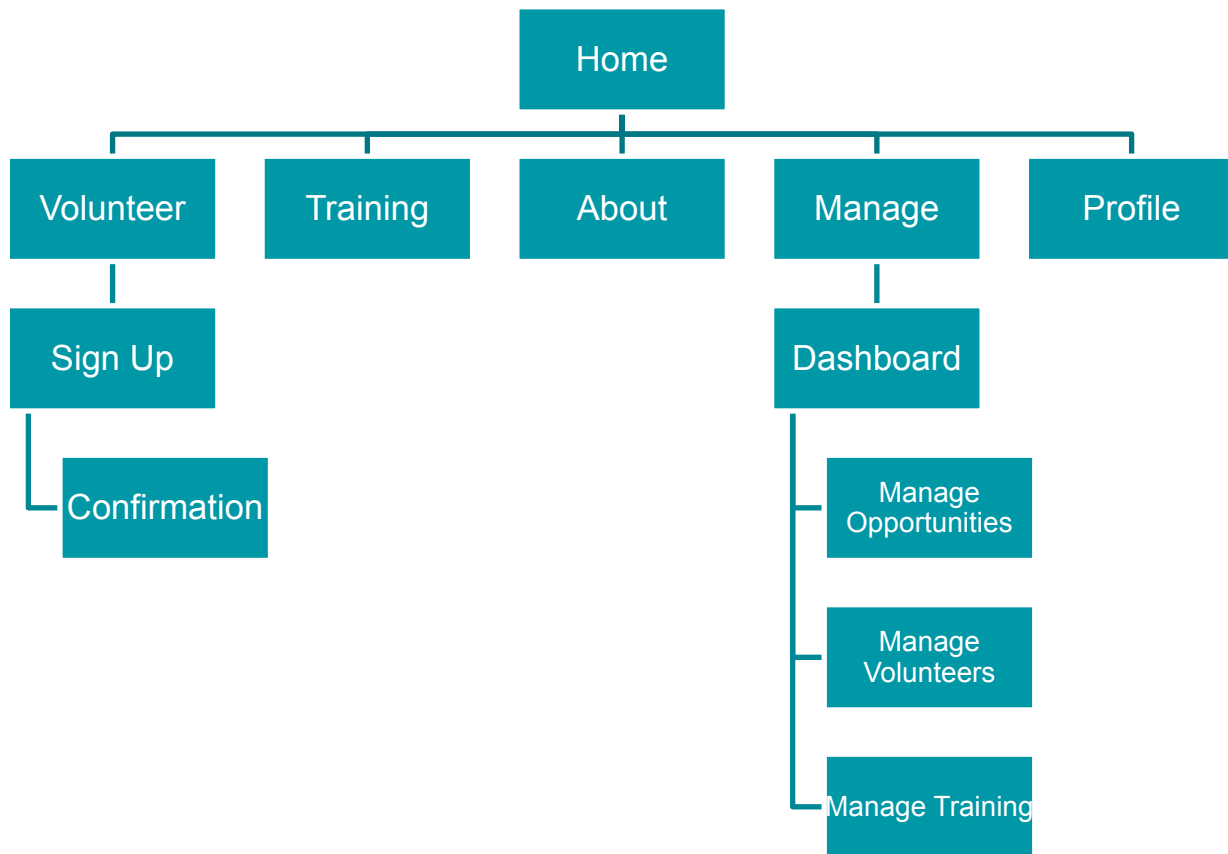 Home
Volunteer
Training
About
Manage
Profile
Sign Up
Dashboard
Confirmation
Manage
Opportunities
Manage
Volunteers
Manage Training